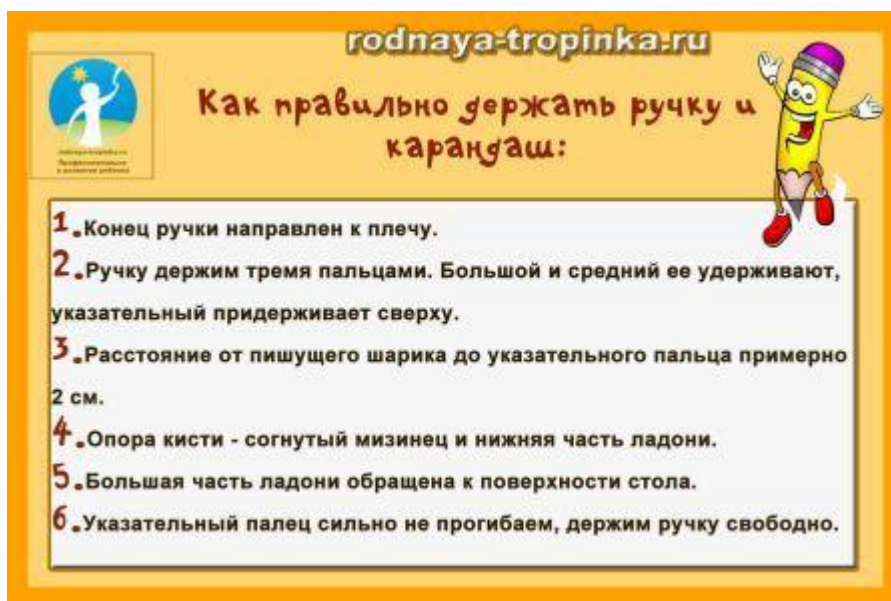 rodnaya-tropinka.ru
Как правильно держать ручку и
карандаш:
1.Конец ручки направлен к плечу.
2.Ручку держим тремя пальцами. Большой и средний ее удерживают,
указательный придерживает сверху.
3.Расстояние от пишущего шарика до указательного пальца примерно
2 см.
4.Опора кисти - согнутый мизинец и нижняя часть ладони.
5.Большая часть ладони обращена к поверхности стола.
6.Указательный палец сильно не прогибаем, держим ручку свободно.